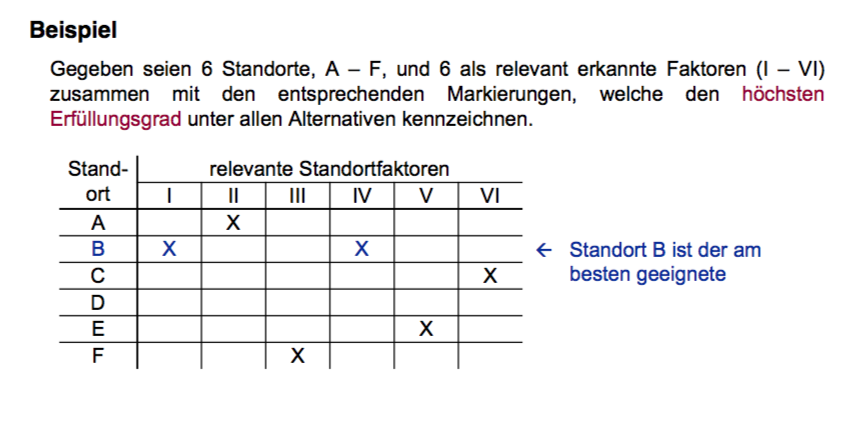 Beispiel
Gegeben seien 6 Standorte, A – F, und 6 als relevant erkannte Faktoren (I – VI)
zusammen mit den entsprechenden Markierungen, welche den höchsten
Erfüllungsgrad unter allen Alternativen kennzeichnen.
Stand- relevante Standortfaktoren
ort I II III IV V VI
A X
B X X ← Standort B ist der am
C X besten geeignete
D
E X
F X